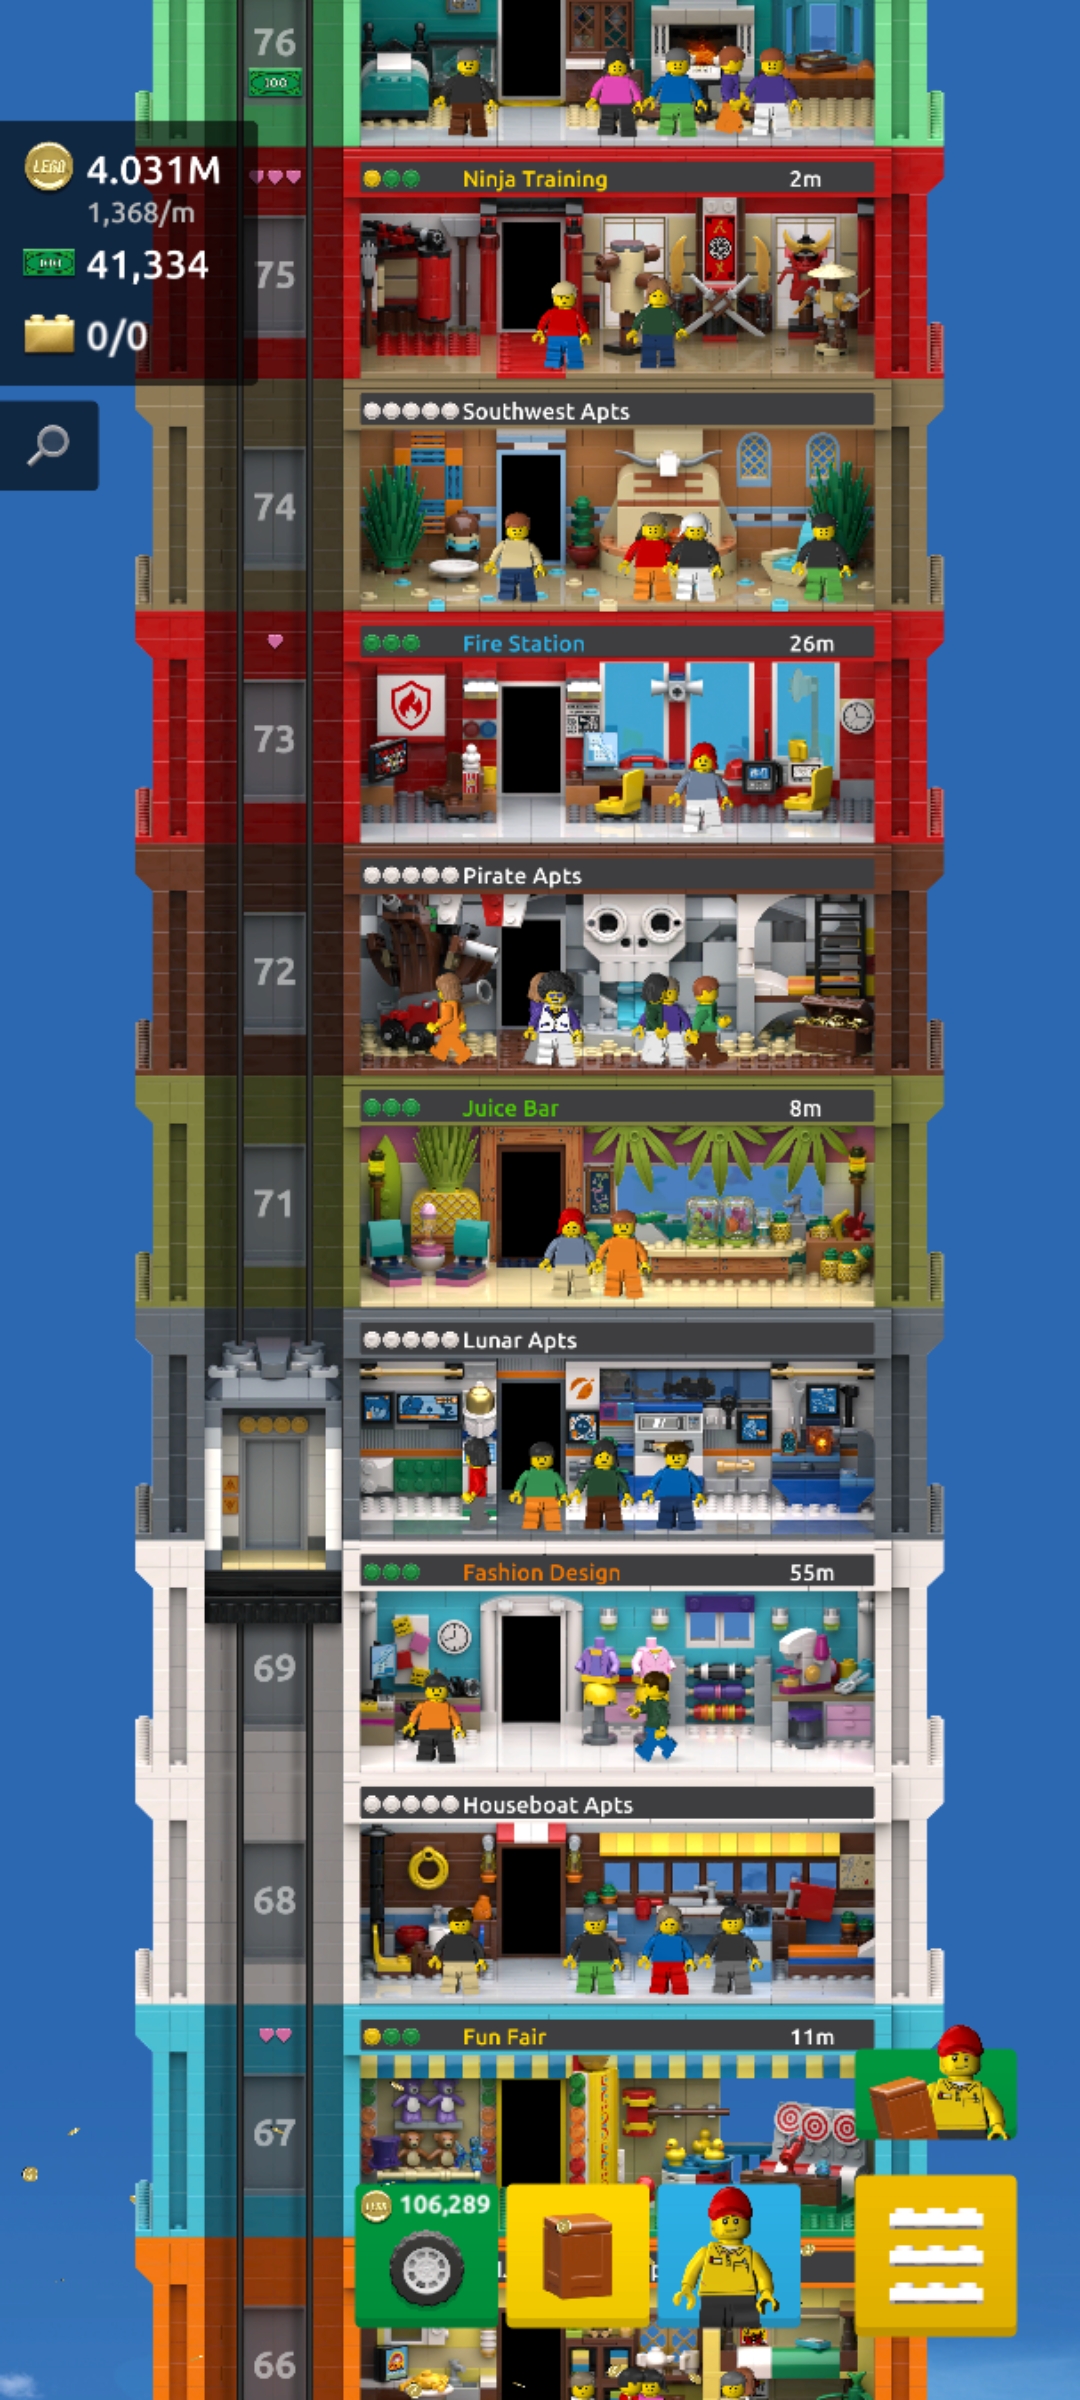 76
100
LEGO 4.031M
1,368/m
41,334
0/0
Ninja Training 2m
75
Southwest Apts
74
Fire Station 26m
73
Pirate Apts
72
Juice Bar 8m
71
Lunar Apts
Fashion Design 55m
69
Houseboat Apts
68
Fun Fair 11m
67
106,289
66